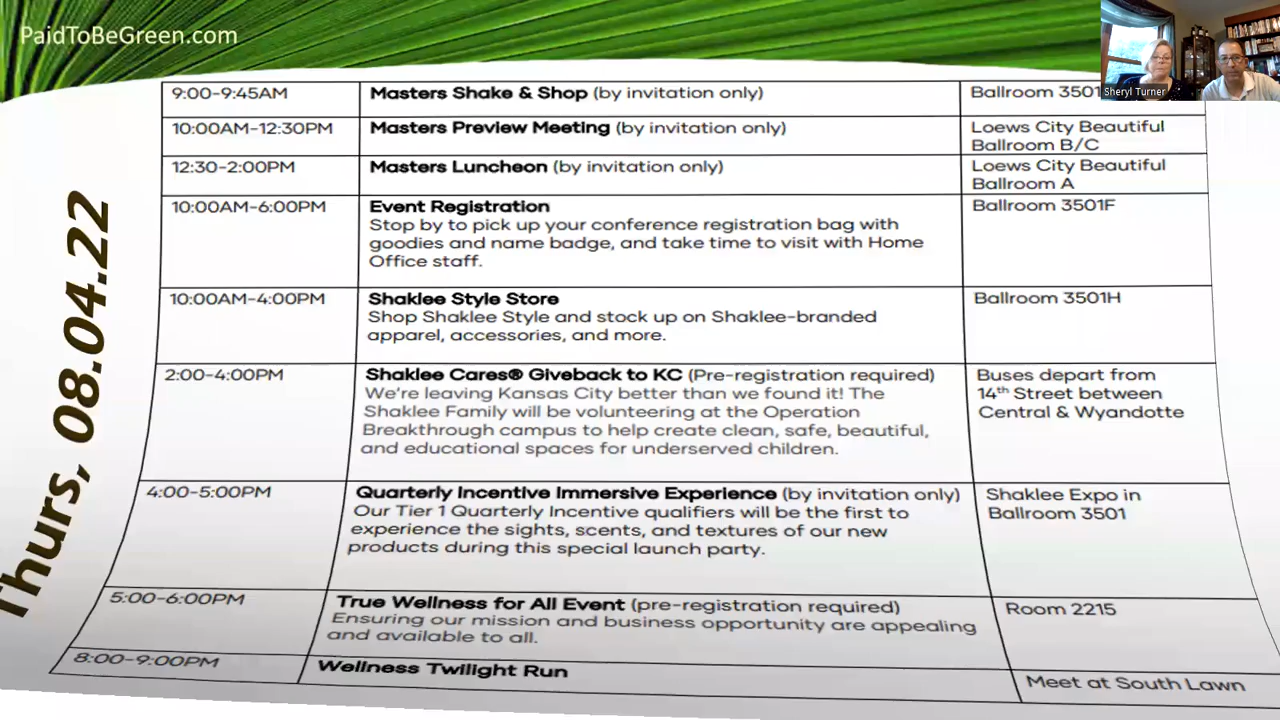 PaidToBeGreen.com
Sheryl Turner
Thurs, 08.04.22
9:00-9:45AM
Masters Shake & Shop (by invitation only)
Ballroom 3501
10:00AM-12:30PM
Masters Preview Meeting (by invitation only)
Loews City Beautiful
Ballroom B/C
12:30-2:00PM
Masters Luncheon (by invitation only)
Loews City Beautiful
Ballroom A
10:00AM-6:00PM
Event Registration
Stop by to pick up your conference registration bag with
goodies and name badge, and take time to visit with Home
Office staff.
Ballroom 3501F
10:00AM-4:00PM
Shaklee Style Store
Shop Shaklee Style and stock up on Shaklee-branded
apparel, accessories, and more.
Ballroom 3501H
2:00-4:00PM
Shaklee Cares® Giveback to KC (Pre-registration required)
We're leaving Kansas City better than we found it! The
Shaklee Family will be volunteering at the Operation
Breakthrough campus to help create clean, safe, beautiful,
and educational spaces for underserved children.
Buses depart from
14th Street between
Central & Wyandotte
4:00-5:00PM
Quarterly Incentive Immersive Experience (by invitation only)
Our Tier 1 Quarterly Incentive qualifiers will be the first to
experience the sights, scents, and textures of our new
products during this special launch party.
Shaklee Expo in
Ballroom 3501
5:00-6:00PM
True Wellness for All Event (pre-registration required)
Ensuring our mission and business opportunity are appealing
and available to all.
Room 2215
8:00-9:00PM
Wellness Twilight Run
Meet at South Lawn